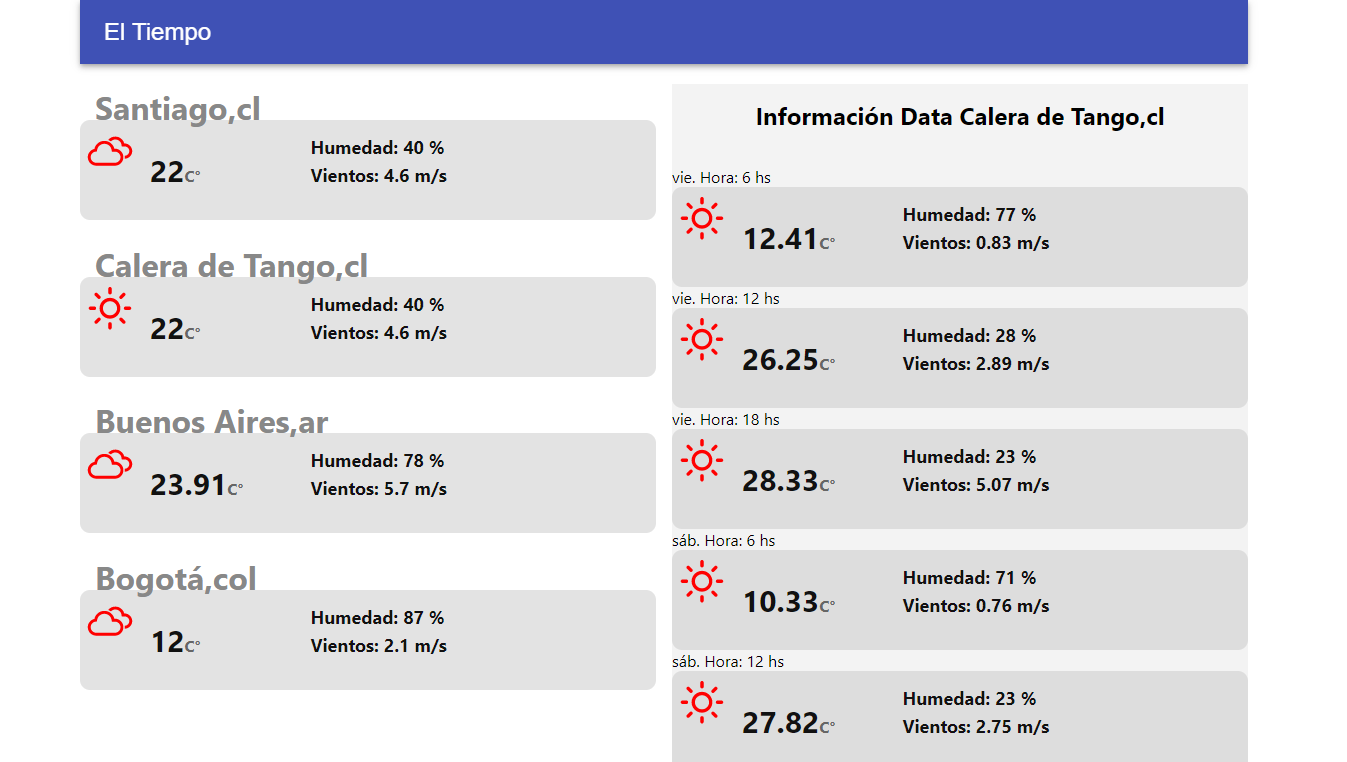 El Tiempo
Santiago,cl
22C°
Humedad: 40 %
Vientos: 4.6 m/s
Calera de Tango,cl
22C°
Humedad: 40 %
Vientos: 4.6 m/s
Buenos Aires,ar
23.91C°
Humedad: 78 %
Vientos: 5.7 m/s
Bogotá,col
12C°
Humedad: 87 %
Vientos: 2.1 m/s
Información Data Calera de Tango,cl
vie. Hora: 6 hs
12.41C°
Humedad: 77 %
Vientos: 0.83 m/s
vie. Hora: 12 hs
26.25C°
Humedad: 28 %
Vientos: 2.89 m/s
vie. Hora: 18 hs
28.33C°
Humedad: 23 %
Vientos: 5.07 m/s
sáb. Hora: 6 hs
10.33C°
Humedad: 71 %
Vientos: 0.76 m/s
sáb. Hora: 12 hs
27.82C°
Humedad: 23 %
Vientos: 2.75 m/s